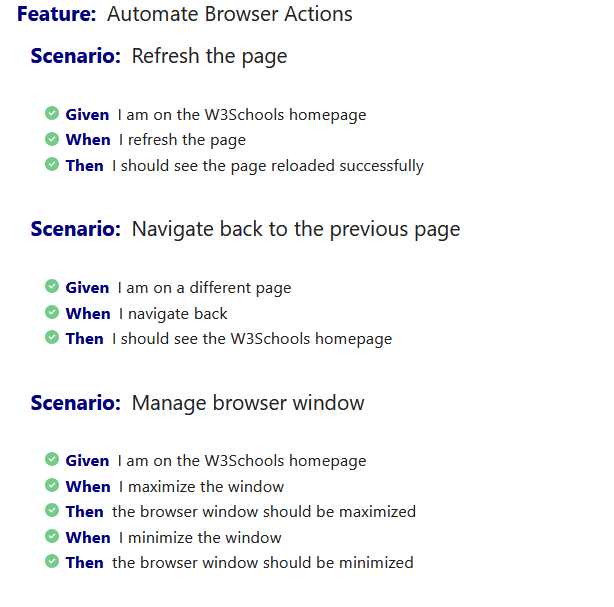 Feature: Automate Browser Actions
Scenario: Refresh the page
Given I am on the W3Schools homepage
When I refresh the page
Then I should see the page reloaded successfully
Scenario: Navigate back to the previous page
Given I am on a different page
When I navigate back
Then I should see the W3Schools homepage
Scenario: Manage browser window
Given I am on the W3Schools homepage
When I maximize the window
Then the browser window should be maximized
When I minimize the window
Then the browser window should be minimized